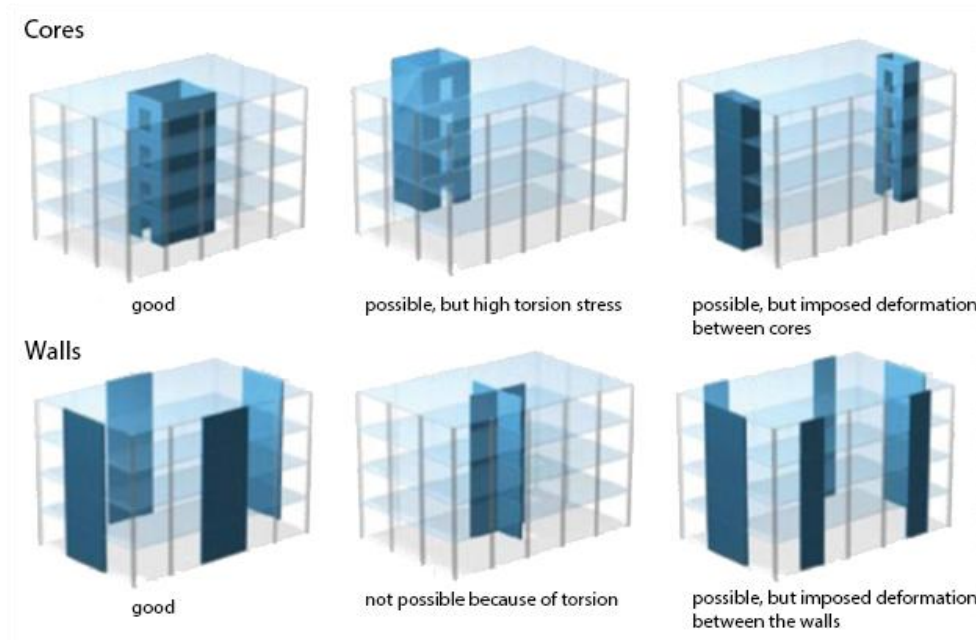 Cores
good
possible, but high torsion stress
possible, but imposed deformation
between cores
Walls
good
not possible because of torsion
possible, but imposed deformation
between the walls